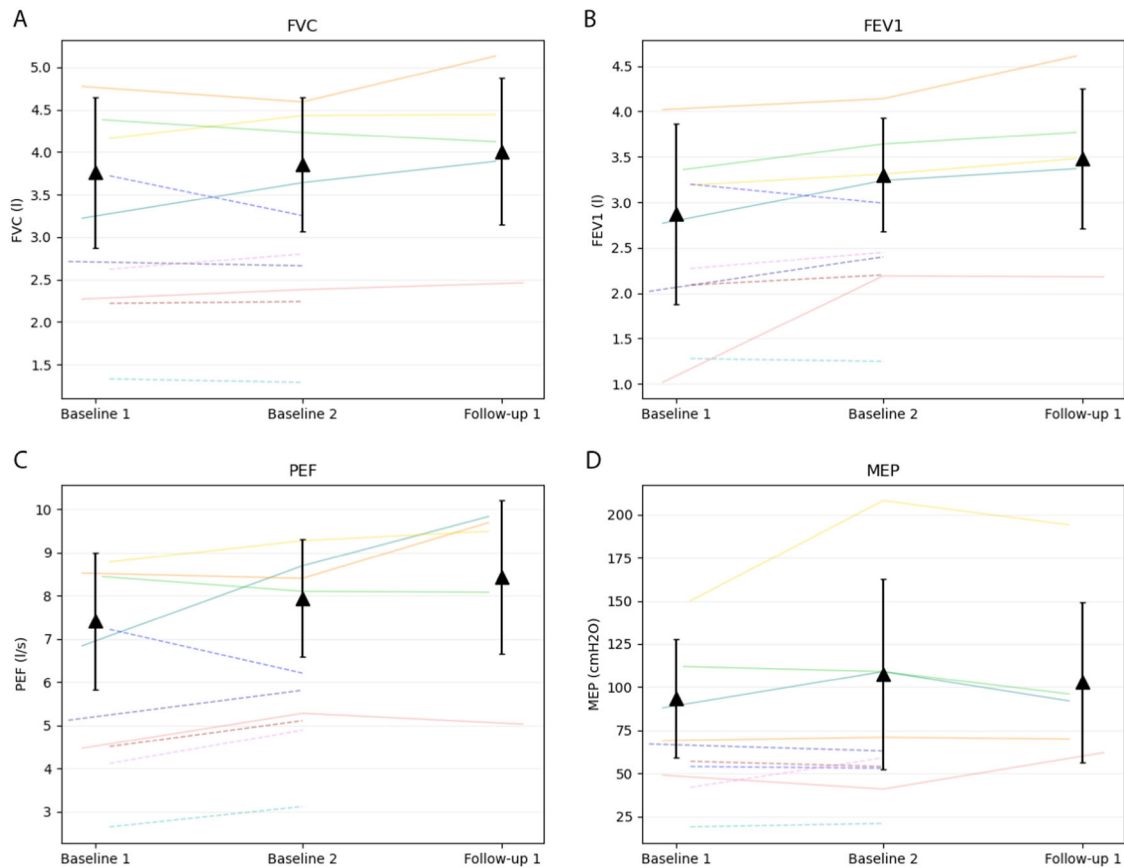 A
FVC
FVC (l)
5.0
4.5
4.0
3.5
3.0
2.5
2.0
1.5
Baseline 1
Baseline 2
Follow-up 1
B
FEV1
FEV1 (l)
4.5
4.0
3.5
3.0
2.5
2.0
1.5
1.0
Baseline 1
Baseline 2
Follow-up 1
C
PEF
PEF (l/s)
10
9
8
7
6
5
4
3
Baseline 1
Baseline 2
Follow-up 1
D
MEP
MEP (cmH2O)
200
175
150
125
100
75
50
25
Baseline 1
Baseline 2
Follow-up 1